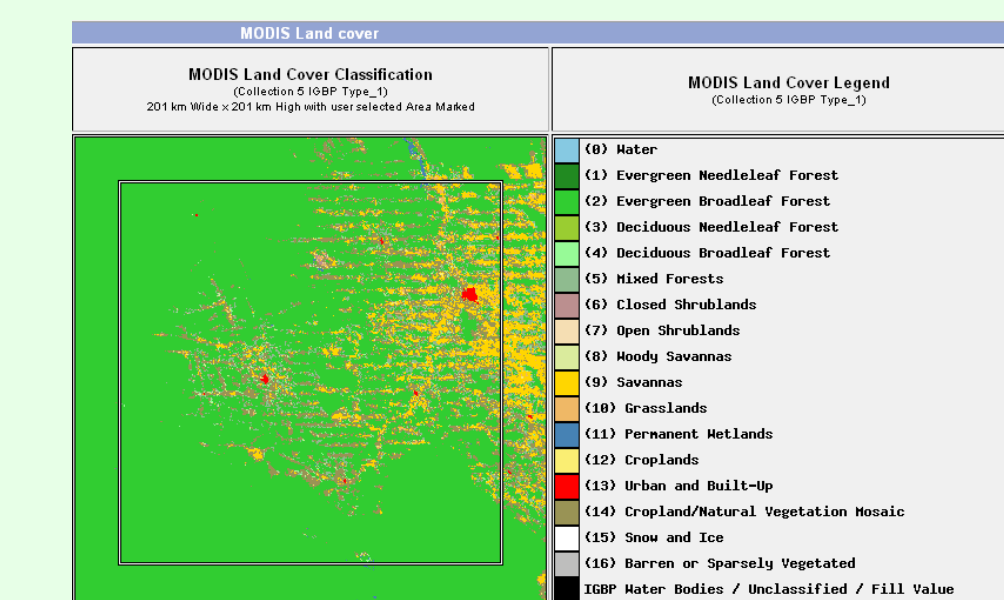 MODIS Land cover
MODIS Land Cover Classification
(Collection 5 IGBP Type_1)
201 km Wide x 201 km High with user selected Area Marked
MODIS Land Cover Legend
(Collection 5 IGBP Type_1)
(0) Water
(1) Evergreen Needleleaf Forest
(2) Evergreen Broadleaf Forest
(3) Deciduous Needleleaf Forest
(4) Deciduous Broadleaf Forest
(5) Mixed Forests
(6) Closed Shrublands
(7) Open Shrublands
(8) Woody Savannas
(9) Savannas
(10) Grasslands
(11) Permanent Wetlands
(12) Croplands
(13) Urban and Built-Up
(14) Cropland/Natural Vegetation Mosaic
(15) Snow and Ice
(16) Barren or Sparsely Vegetated
IGBP Water Bodies / Unclassified / Fill Value